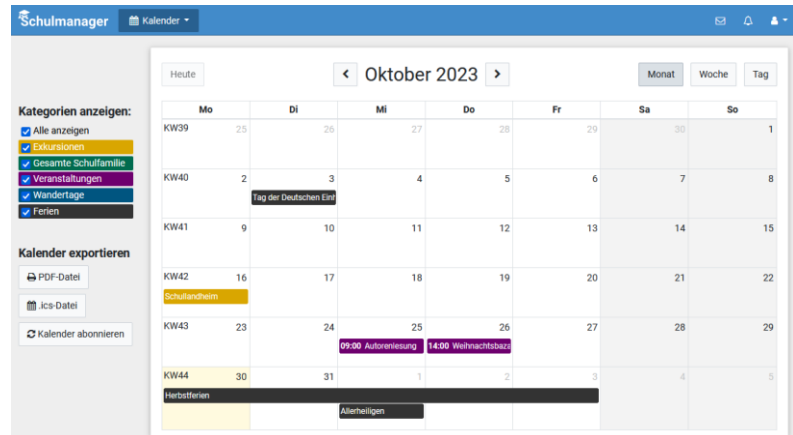 Schulmanager Kalender
Heute Oktober 2023 Monat Woche Tag
Kategorien anzeigen:
Alle anzeigen
Exkursionen
Gesamte Schulfamilie
Veranstaltungen
Wandertage
Ferien
Kalender exportieren
PDF-Datei
.ics-Datei
Kalender abonnieren
Mo Di Mi Do Fr Sa So
KW39 25 26 27 28 29 30 1
KW40 2 3 4 5 6 7 8
Tag der Deutschen Einh
KW41 9 10 11 12 13 14 15
KW42 16 17 18 19 20 21 22
Schullandheim
KW43 23 24 25 26 27 28 29
09:00 Autorenlesung 14:00 Weihnachtsbaza
KW44 30 31 1 2 3 4 5
Herbstferien
Allerheiligen